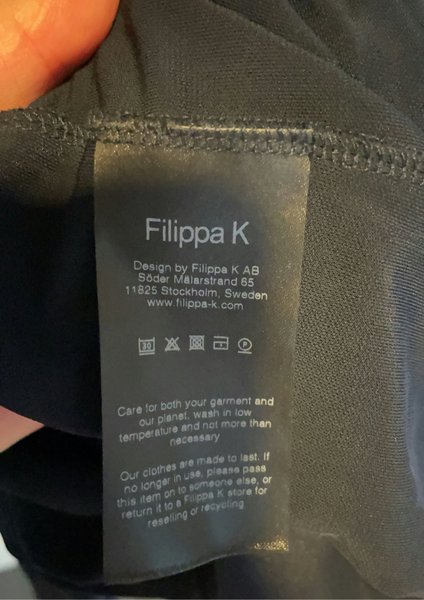 Filippa K
Design by Filippa K AB
Söder Mälarstrand 65
11825 Stockholm, Sweden
www.filippa-k.com
30
P
Care for both your garment and
our planet, wash in low
temperature and not more than
necessary
Our clothes are made to last. If
no longer in use, please pass
this item on to someone else, or
return it to a Filippa K store for
reselling or recycling